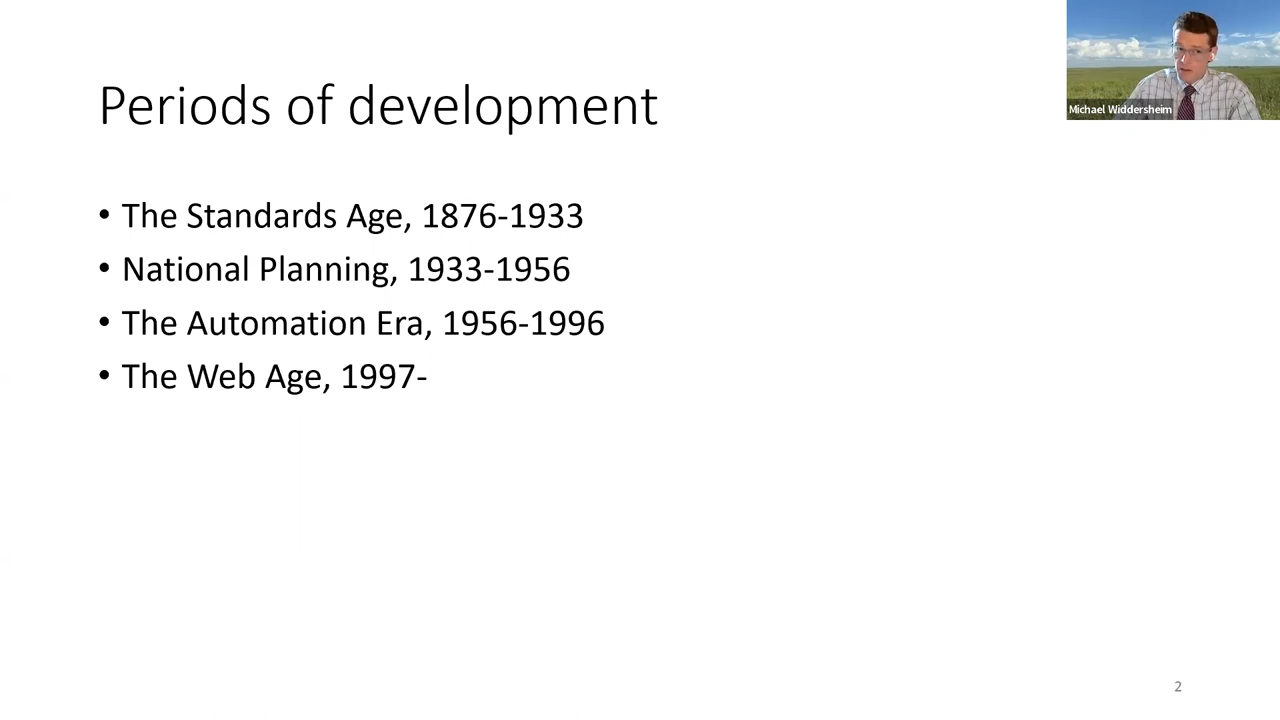 Periods of development
Michael Widdersheim
• The Standards Age, 1876-1933
• National Planning, 1933-1956
• The Automation Era, 1956-1996
• The Web Age, 1997-
2